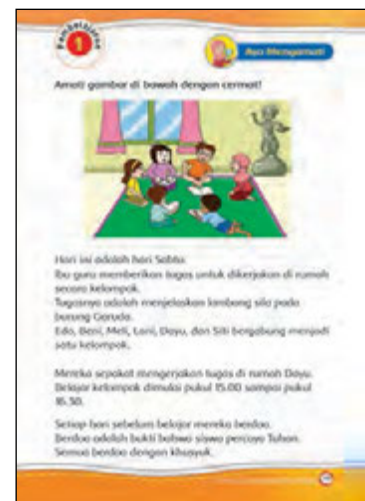 Pembelajaran
1
Ayo Mengamati
Amati gambar di bawah dengan cermat!
Hari ini adalah hari Sabtu.
Ibu guru memberikan tugas untuk dikerjakan di rumah
secara kelompok.
Tugasnya adalah menjelaskan lambang sila pada
burung Garuda.
Edo, Beni, Meli, Lani, Dayu, dan Siti bergabung menjadi
satu kelompok.
Mereka sepakat mengerjakan tugas di rumah Dayu.
Belajar kelompok dimulai pukul 15.00 sampai pukul
16.30.
Setiap hari sebelum belajar mereka berdoa.
Berdoa adalah bukti bahwa siswa percaya Tuhan.
Semua berdoa dengan khusyuk.